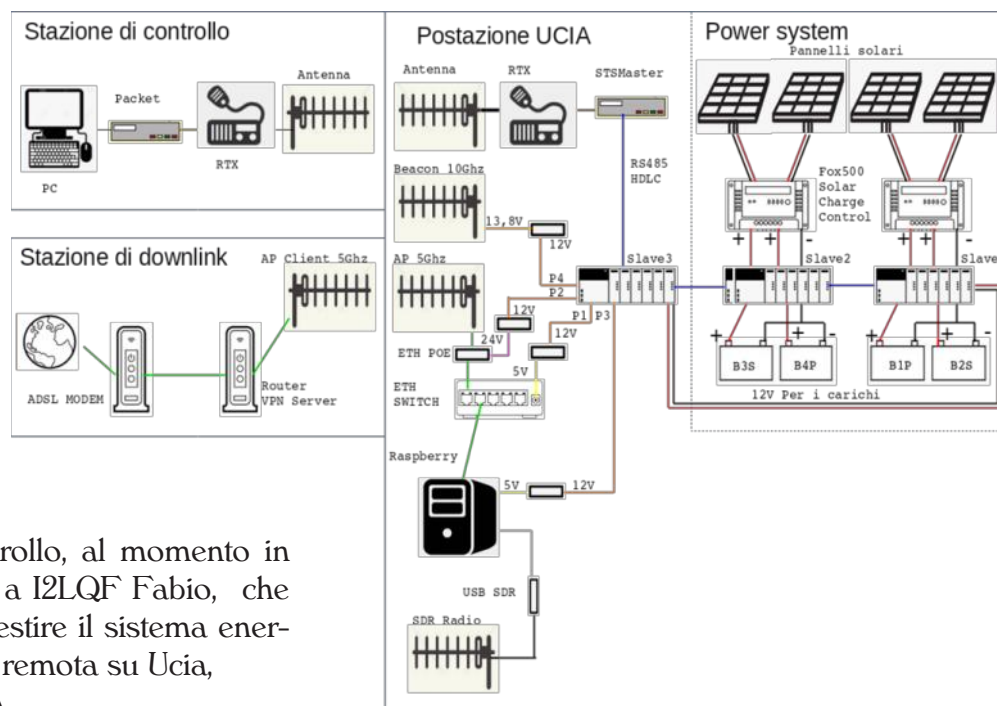 Stazione di controllo
PC
Packet
RTX
Antenna
Stazione di downlink
ADSL MODEM
Router
VPN Server
AP Client 5Ghz
Postazione UCIA
Antenna
RTX
STSMaster
RS485
HDLC
Beacon 10Ghz
13,8V
12V
AP 5Ghz
P4
P2
P1 P3
Slave3
12V
24V
12V
ETH POE
5V
ETH
SWITCH
Raspberry
5V
12V
USB SDR
SDR Radio
Power system
Pannelli solari
Fox500
Solar
Charge
Control
+ + -
+ + -
Slave2
Slave
+ + -
+ + -
B3S
B4P
B1P
B2S
12V Per i carichi
rollo, al momento in
a I2LQF Fabio, che
estire il sistema ener-
remota su Ucia,